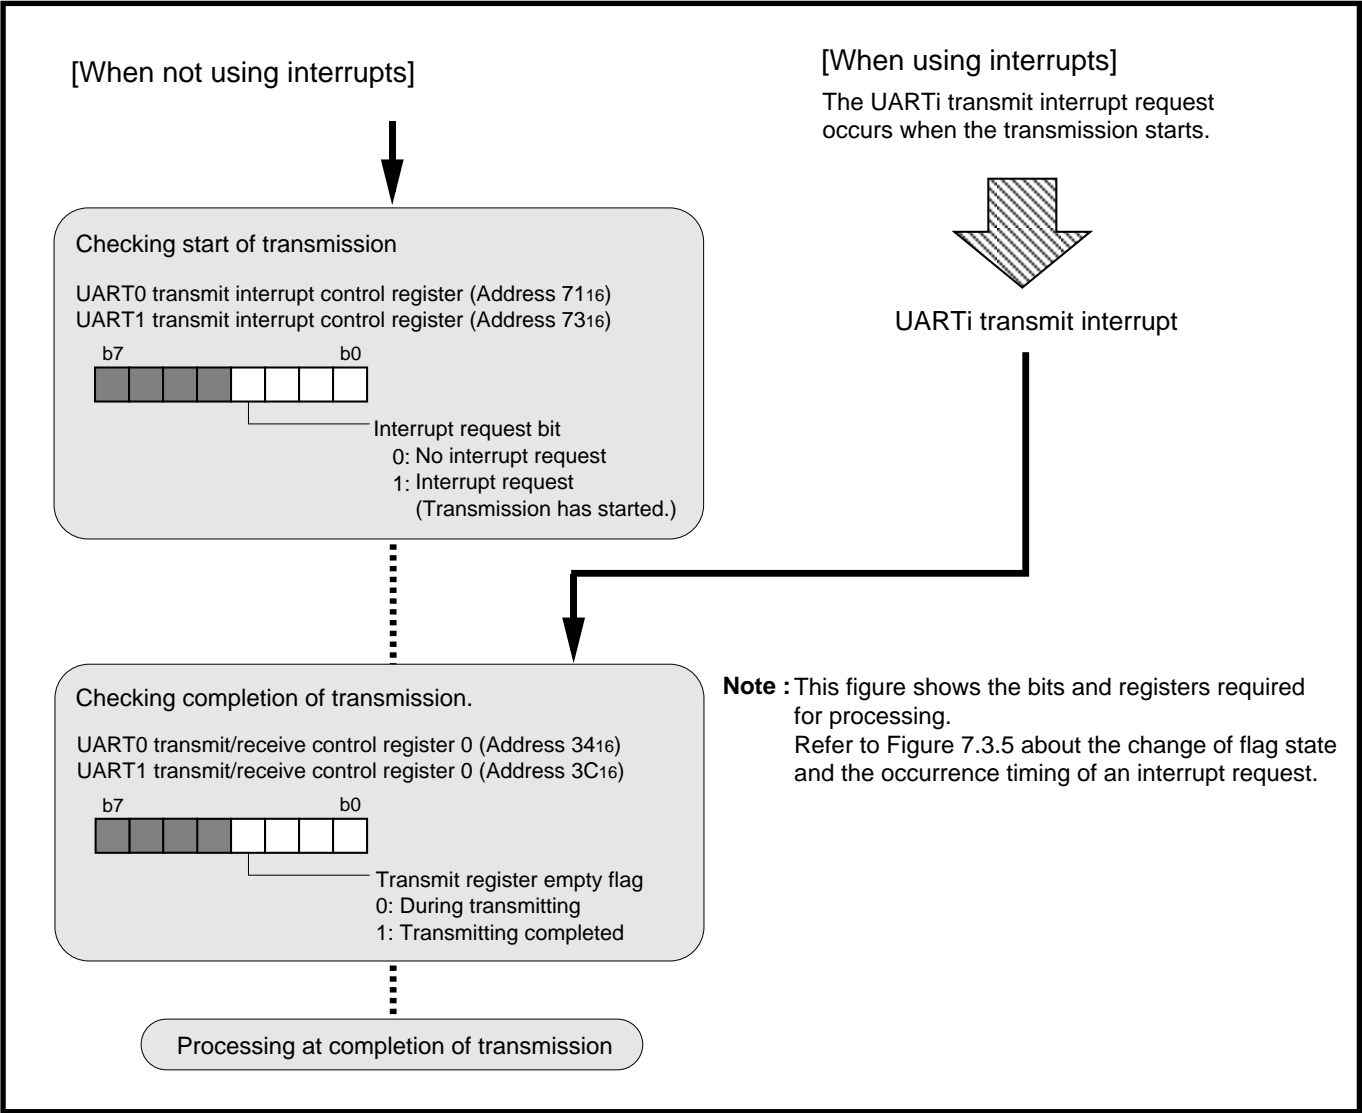 [When not using interrupts]
[When using interrupts]
The UARTi transmit interrupt request
occurs when the transmission starts.
Checking start of transmission
UART0 transmit interrupt control register (Address 7116)
UART1 transmit interrupt control register (Address 7316)
b7 b0
Interrupt request bit
0: No interrupt request
1: Interrupt request
(Transmission has started.)
UARTi transmit interrupt
Checking completion of transmission.
UART0 transmit/receive control register 0 (Address 3416)
UART1 transmit/receive control register 0 (Address 3C16)
b7 b0
Transmit register empty flag
0: During transmitting
1: Transmitting completed
Note : This figure shows the bits and registers required
for processing.
Refer to Figure 7.3.5 about the change of flag state
and the occurrence timing of an interrupt request.
Processing at completion of transmission